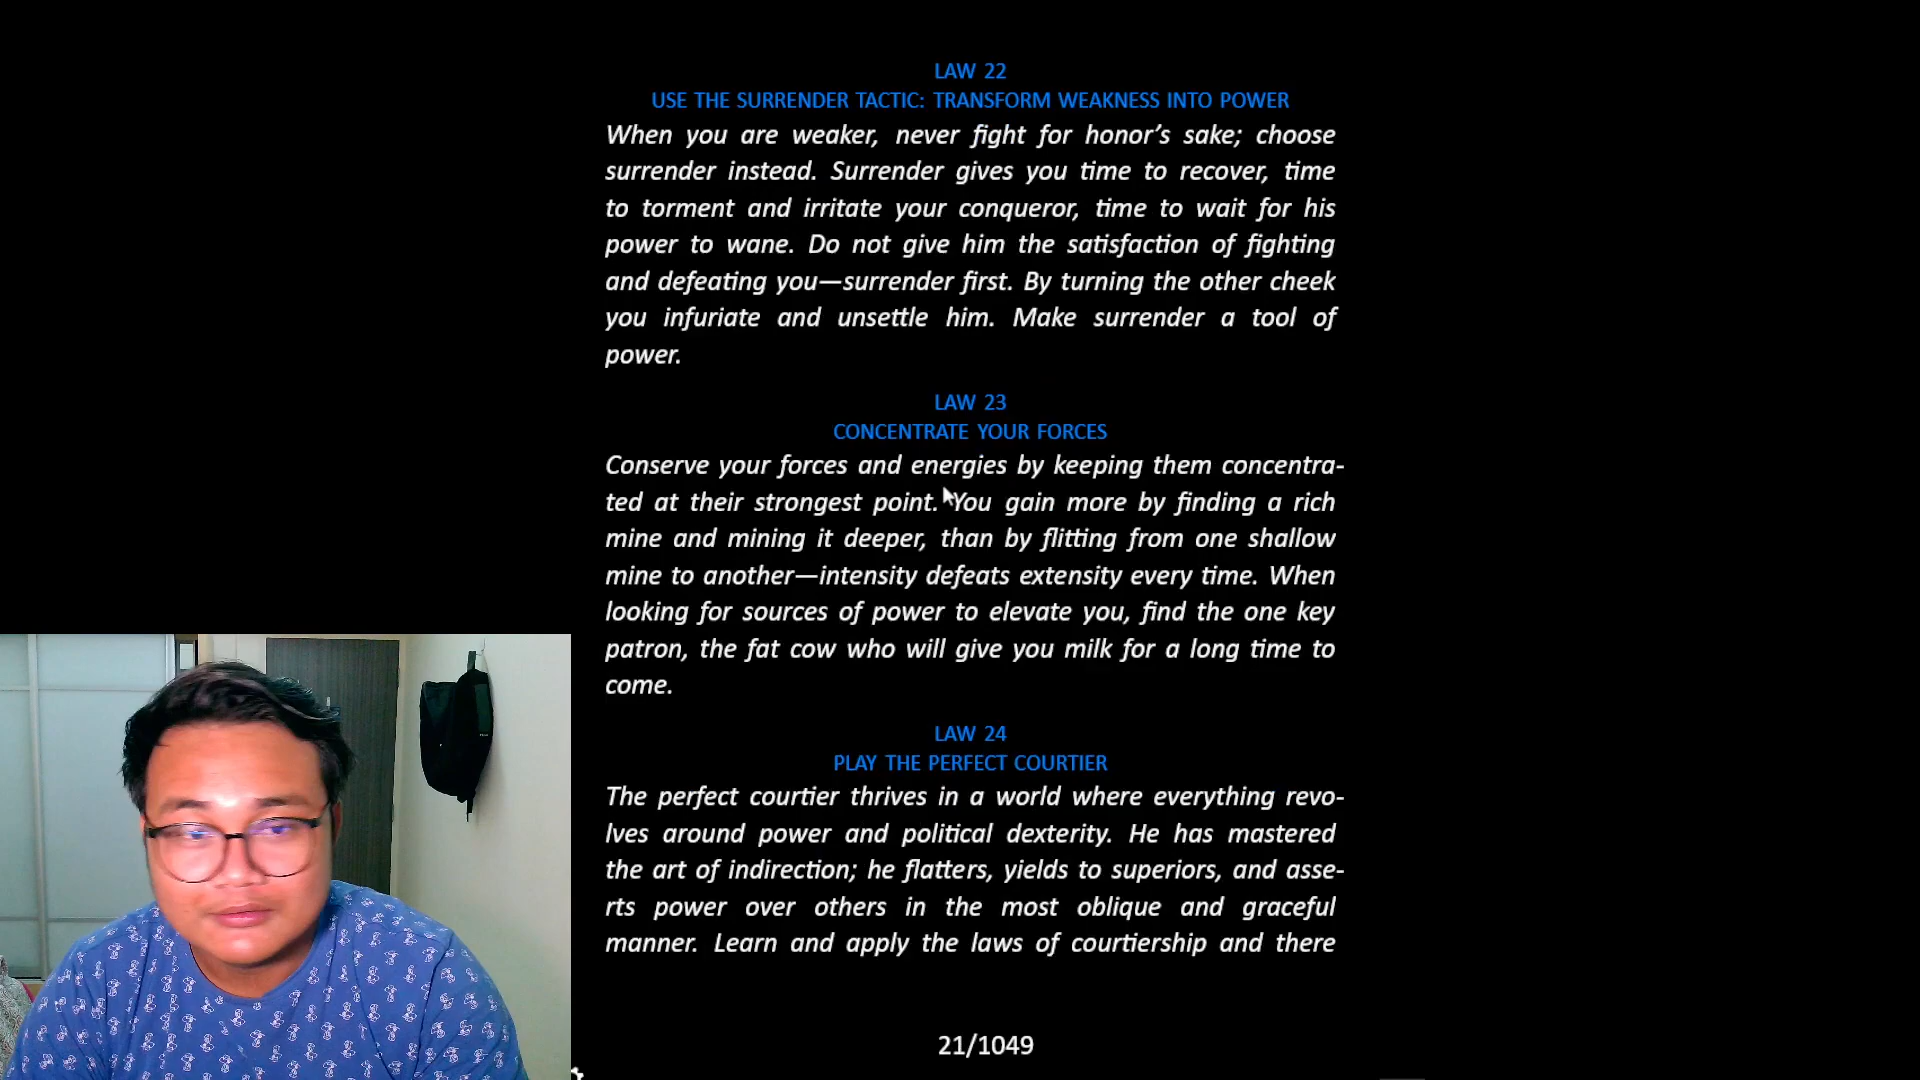 LAW 22
USE THE SURRENDER TACTIC: TRANSFORM WEAKNESS INTO POWER
When you are weaker, never fight for honor’s sake; choose
surrender instead. Surrender gives you time to recover, time
to torment and irritate your conqueror, time to wait for his
power to wane. Do not give him the satisfaction of fighting
and defeating you—surrender first. By turning the other cheek
you infuriate and unsettle him. Make surrender a tool of
power.
LAW 23
CONCENTRATE YOUR FORCES
Conserve your forces and energies by keeping them concentra-
ted at their strongest point. You gain more by finding a rich
mine and mining it deeper, than by flitting from one shallow
mine to another—intensity defeats extensity every time. When
looking for sources of power to elevate you, find the one key
patron, the fat cow who will give you milk for a long time to
come.
LAW 24
PLAY THE PERFECT COURTIER
The perfect courtier thrives in a world where everything revo-
lves around power and political dexterity. He has mastered
the art of indirection; he flatters, yields to superiors, and asse-
rts power over others in the most oblique and graceful
manner. Learn and apply the laws of courtiership and there
21/1049